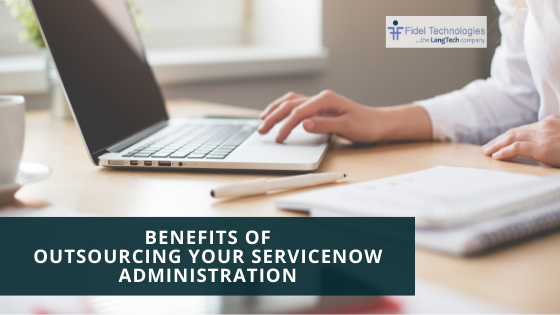 Fidel Technologies
...the LangTech company
BENEFITS OF
OUTSOURCING YOUR SERVICENOW
ADMINISTRATION